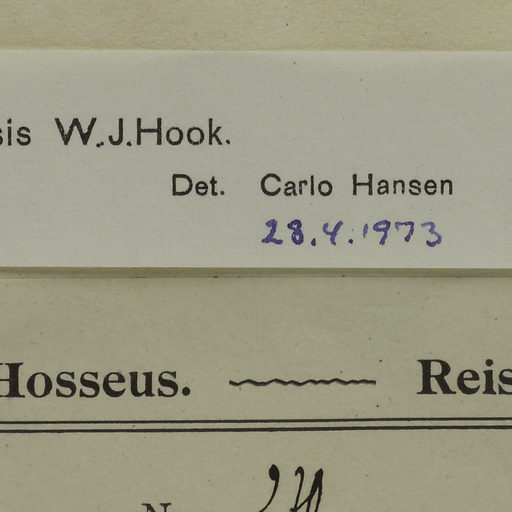 sis W.J.Hook.
Det. Carlo Hansen
28.4.1973
Hosseus. Reis
N